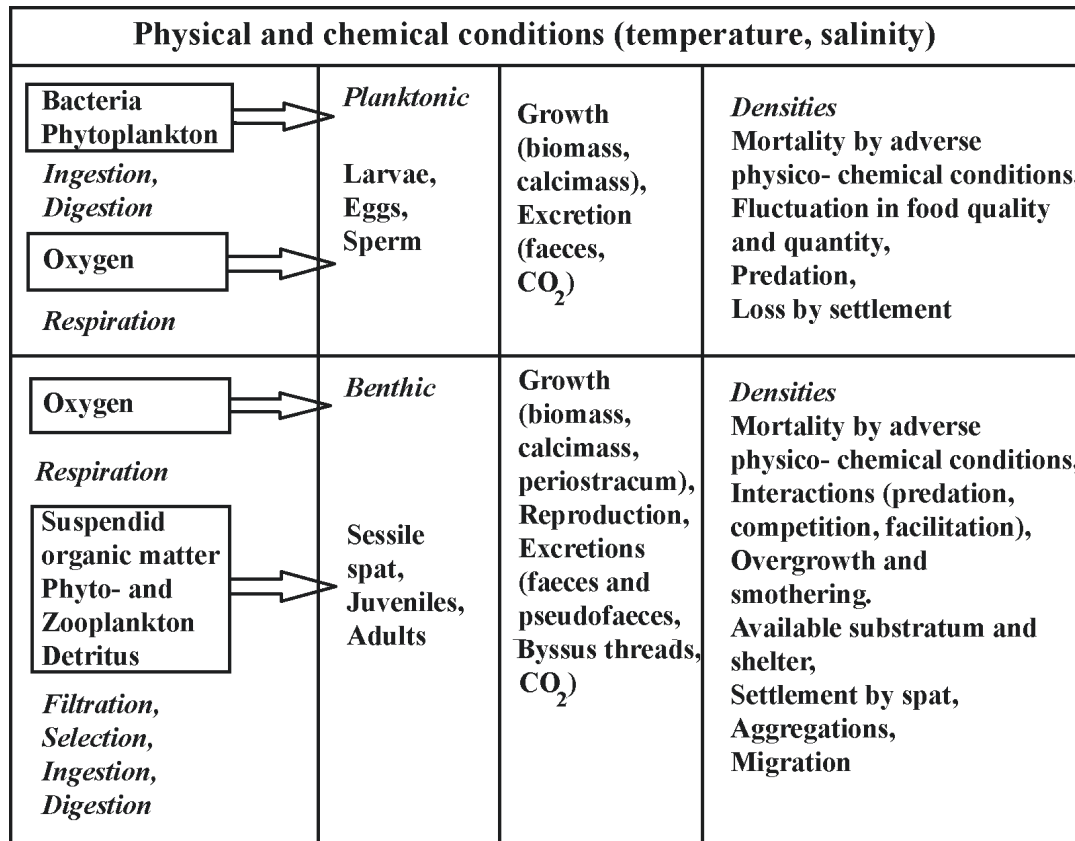 Physical and chemical conditions (temperature, salinity)
Bacteria
Phytoplankton
Ingestion,
Digestion
Oxygen
Respiration
Planktonic
Larvae,
Eggs,
Sperm
Growth
(biomass,
calcimass),
Excretion
(faeces,
CO2)
Densities
Mortality by adverse
physico- chemical conditions,
Fluctuation in food quality
and quantity,
Predation,
Loss by settlement
Oxygen
Respiration
Suspendid
organic matter
Phyto- and
Zooplankton
Detritus
Filtration,
Selection,
Ingestion,
Digestion
Benthic
Sessile
spat,
Juveniles,
Adults
Growth
(biomass,
calcimass,
periostracum),
Reproduction,
Excretions
(faeces and
pseudofaeces,
Byssus threads,
CO2)
Densities
Mortality by adverse
physico- chemical conditions,
Interactions (predation,
competition, facilitation),
Overgrowth and
smothering.
Available substratum and
shelter,
Settlement by spat,
Aggregations,
Migration